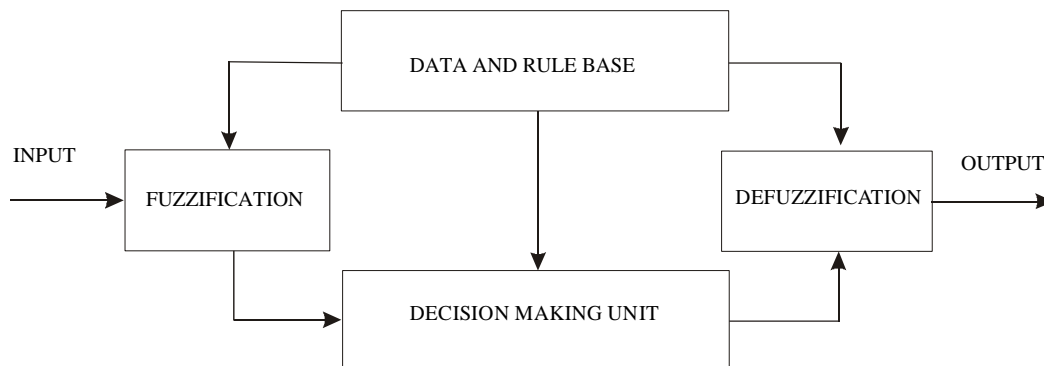 DATA AND RULE BASE
INPUT
FUZZIFICATION
DEFUZZIFICATION
OUTPUT
DECISION MAKING UNIT